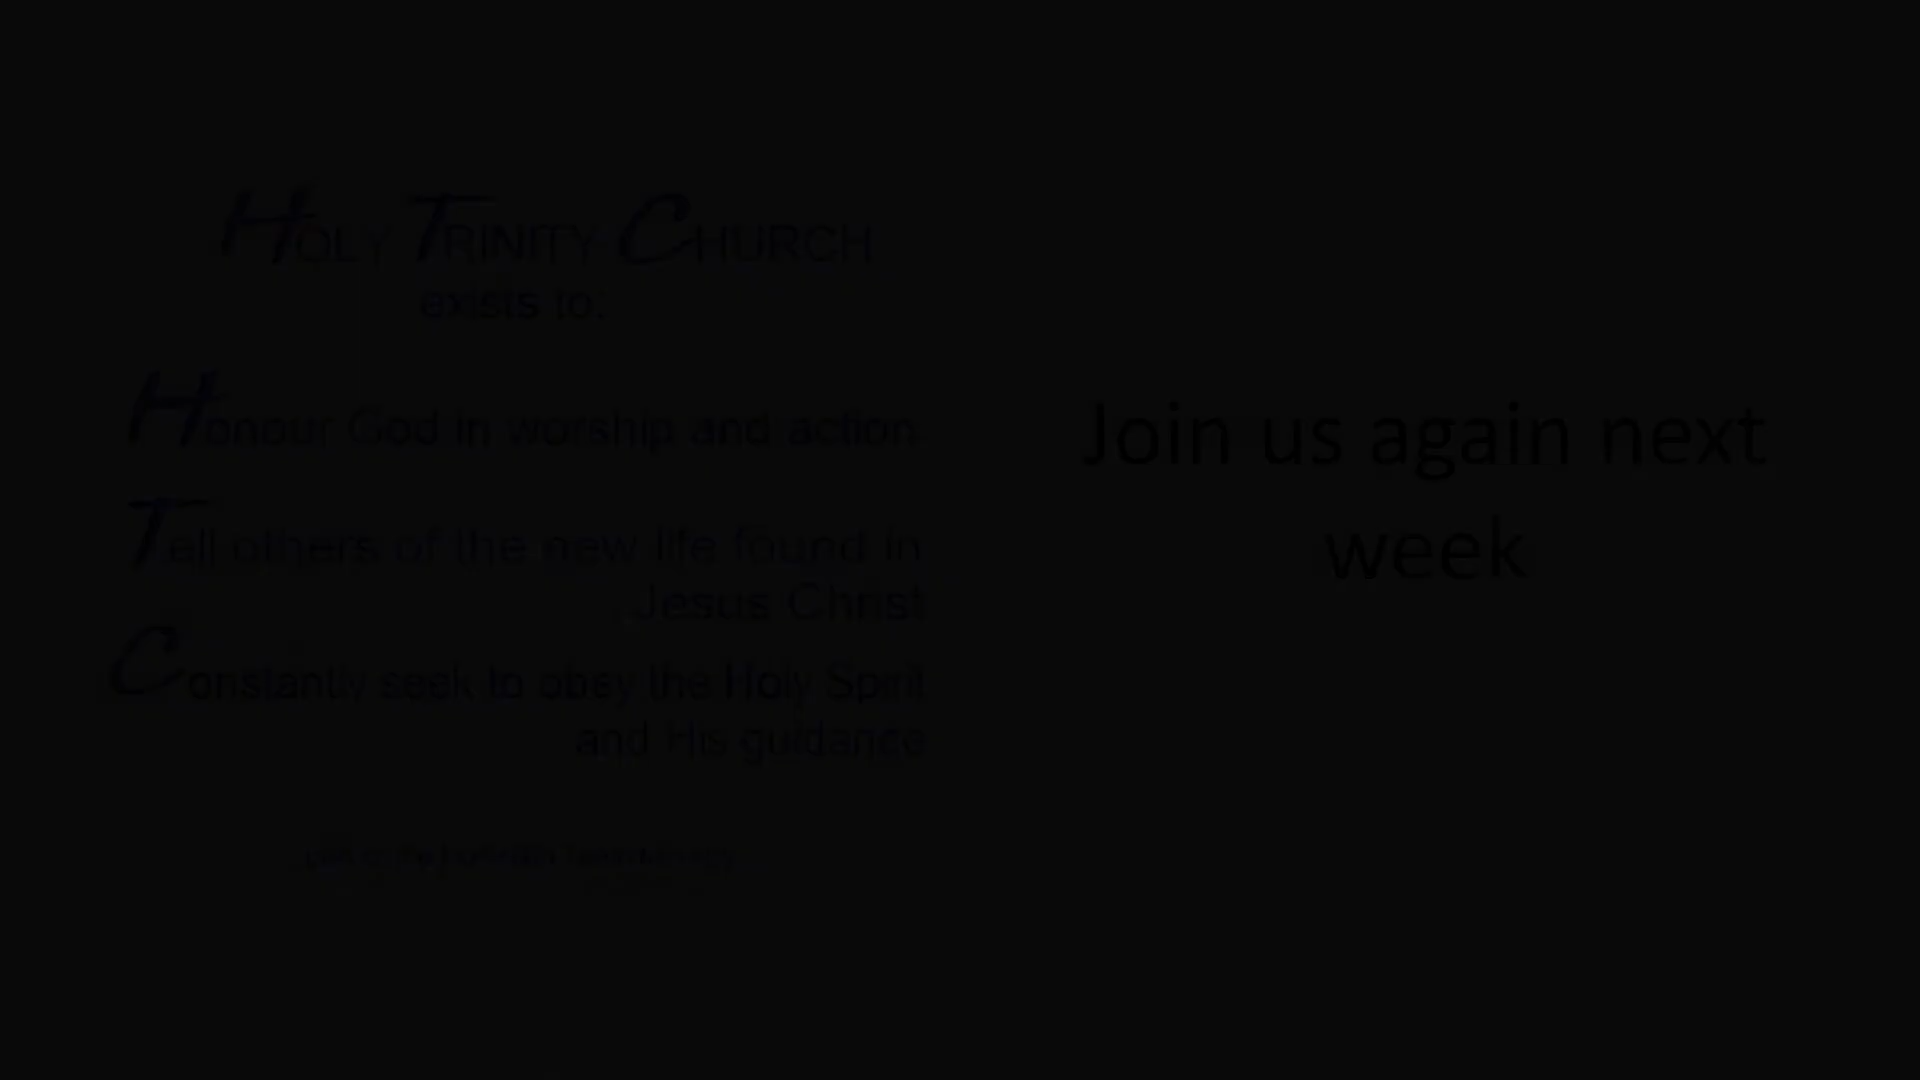 HOLY TRINITY CHURCH
exists to:
Honour God in worship and action.
Tell others of the new life found in
Jesus Christ
Constantly seek to obey the Holy Spirit
and His guidance
Join us again next
week